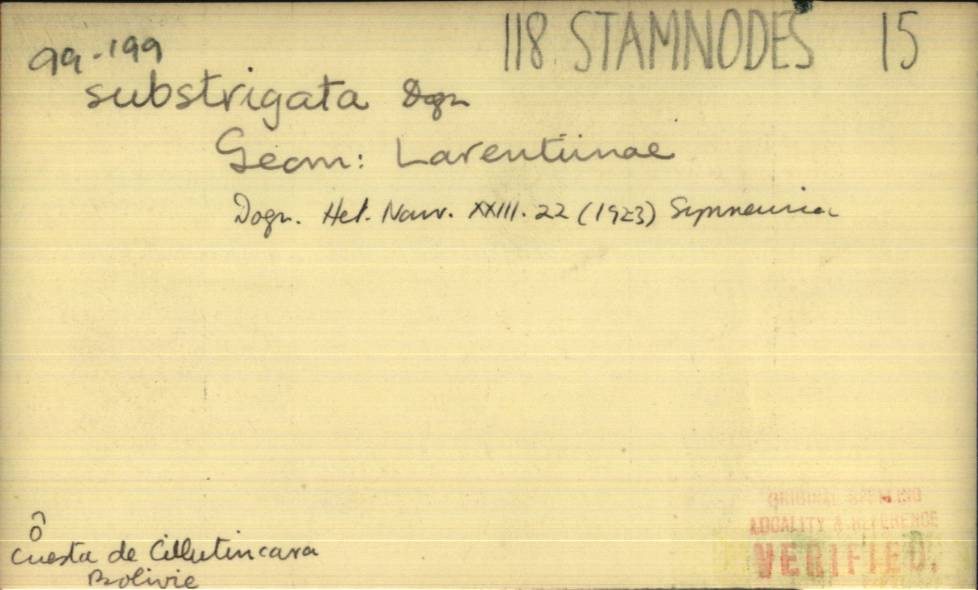 99-199
118. STAMNODES 15
substrigata Dgn
Geom: Larentiinae
Dogn. Het. Nouv. XXIII. 22 (1923) Sypneuria
♂
Cuesta de Cillutincara
Bolivie
ORIGINAL SPELLING
LOCALITY & REFERENCE
VERIFIED.